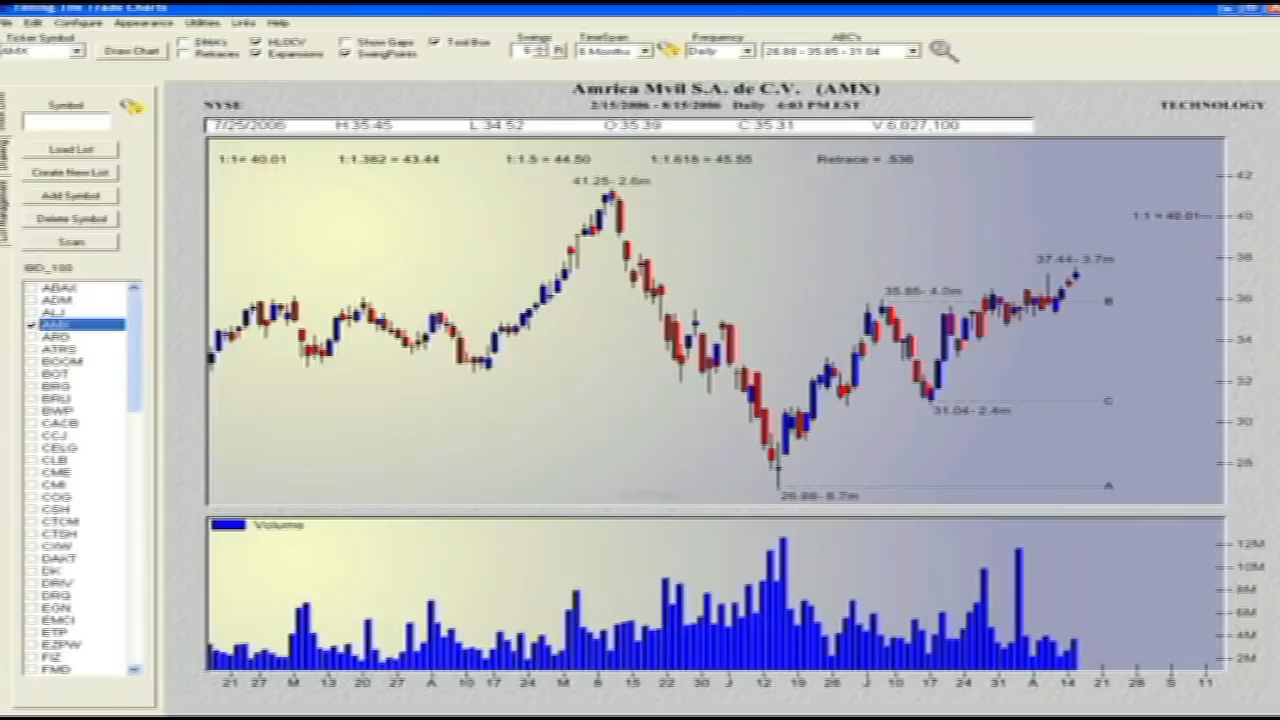 Timing The Trade Charts
File Edit Configure Appearance Utilities Links Help
Ticker Symbol
AMX
Draw Chart
DMA's
HLOCV
Show Gaps
Tool Box
Retraces
Expansions
SwingPoints
Swings
5
R
TimeSpan
6 Months
Frequency
Daily
ABC's
26.88 - 35.85 - 31.04
Amrica Mvil S.A. de C.V. (AMX)
NYSE
2/15/2006 - 8/15/2006 Daily 4:03 PM EST
TECHNOLOGY
7/25/2006 H:35.45 L:34.52 O:35.39 C:35.31 V:6,027,100
1:1= 40.01 1:1.382 = 43.44 1:1.5 = 44.50 1:1.618 = 45.55 Retrace = .536
41.25- 2.6m
42
1:1 = 40.01
40
37.44- 3.7m
38
35.85- 4.0m
36
B
34
32
C
31.04- 2.4m
30
28
A
26.88- 8.7m
Volume
12M
10M
8M
6M
4M
2M
21 27 M 13 20 27 A 10 17 24 M 8 15 22 30 J 12 19 26 J 10 17 24 31 A 14 21 28 S 11
Symbol
Load List
Create New List
Add Symbol
Delete Symbol
Scan
IBD_100
ABAX
ADM
ALJ
AMX
ARD
ATRS
BOOM
BOT
BRG
BRLI
BWP
CACB
CCJ
CELG
CLB
CME
CMI
COG
CSH
CTCM
CTSH
CXW
DAKT
DK
DRIV
DRQ
EGN
EMCI
ETP
EZPW
FIZ
FMD